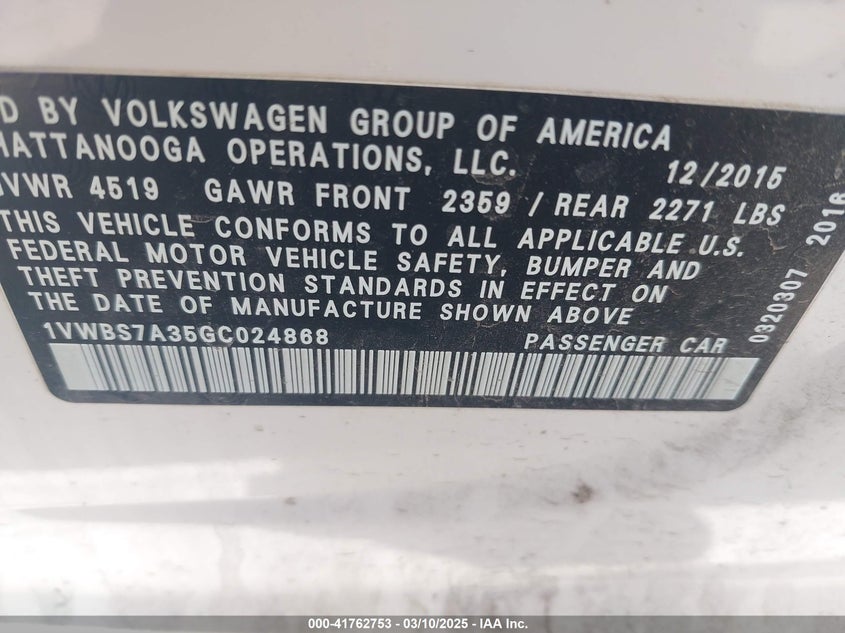 D BY VOLKSWAGEN GROUP OF AMERICA
HATTANOOGA OPERATIONS, LLC. 12/2015
VWR 4519 GAWR FRONT 2359 / REAR 2271 LBS
THIS VEHICLE CONFORMS TO ALL APPLICABLE U.S.
FEDERAL MOTOR VEHICLE SAFETY, BUMPER AND
THEFT PREVENTION STANDARDS IN EFFECT ON
THE DATE OF MANUFACTURE SHOWN ABOVE
1VWBS7A35GC024868 PASSENGER CAR
0320307 2016
000-41762753 - 03/10/2025 - IAA Inc.